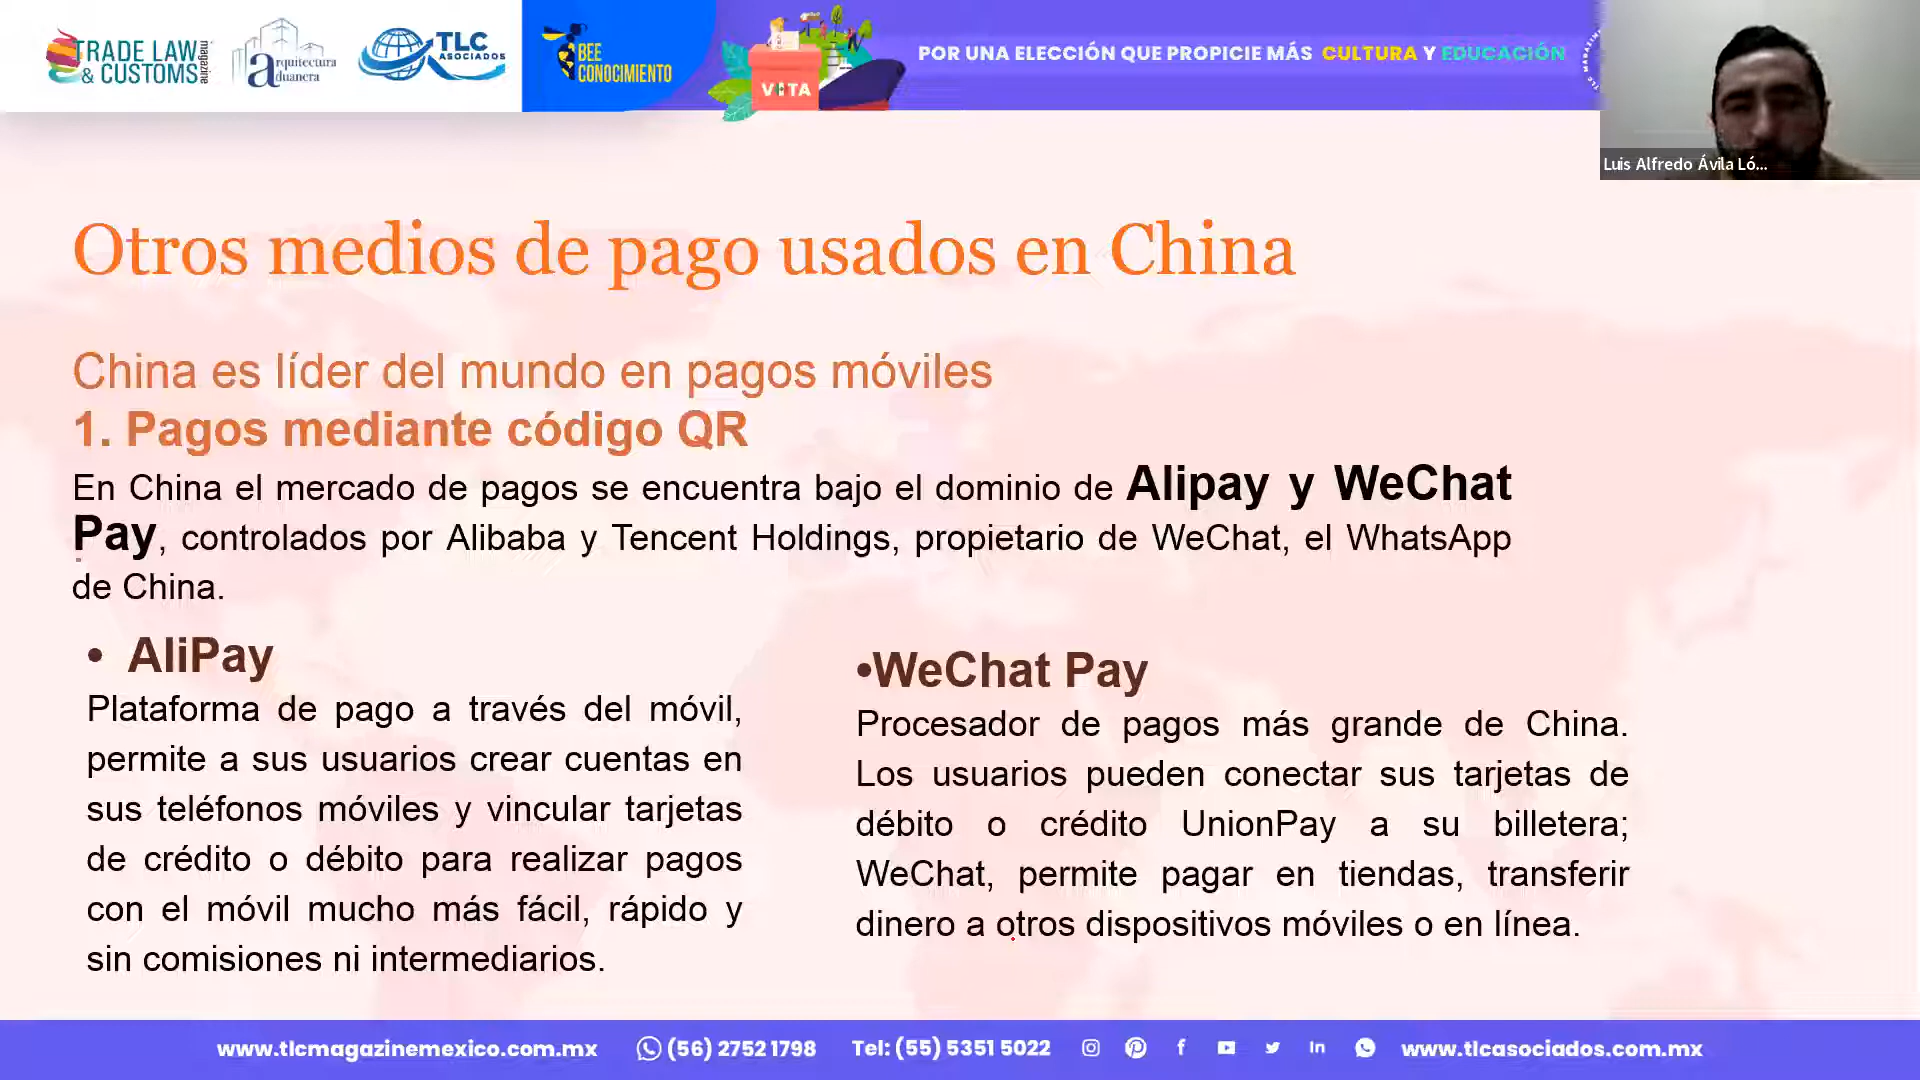 TRADE LAW
& CUSTOMS
magazine
arquitectura
aduanera
TLC
ASOCIADOS
BEE
CONOCIMIENTO
VOTA
POR UNA ELECCIÓN QUE PROPICIE MÁS CULTURA Y EDUCACIÓN
Luis Alfredo Ávila Ló...
Otros medios de pago usados en China
China es líder del mundo en pagos móviles
1. Pagos mediante código QR
En China el mercado de pagos se encuentra bajo el dominio de Alipay y WeChat
Pay, controlados por Alibaba y Tencent Holdings, propietario de WeChat, el WhatsApp
de China.
• AliPay
Plataforma de pago a través del móvil,
permite a sus usuarios crear cuentas en
sus teléfonos móviles y vincular tarjetas
de crédito o débito para realizar pagos
con el móvil mucho más fácil, rápido y
sin comisiones ni intermediarios.
•WeChat Pay
Procesador de pagos más grande de China.
Los usuarios pueden conectar sus tarjetas de
débito o crédito UnionPay a su billetera;
WeChat, permite pagar en tiendas, transferir
dinero a otros dispositivos móviles o en línea.
www.tlcmagazinemexico.com.mx (56) 2752 1798 Tel: (55) 5351 5022 www.tlcasociados.com.mx